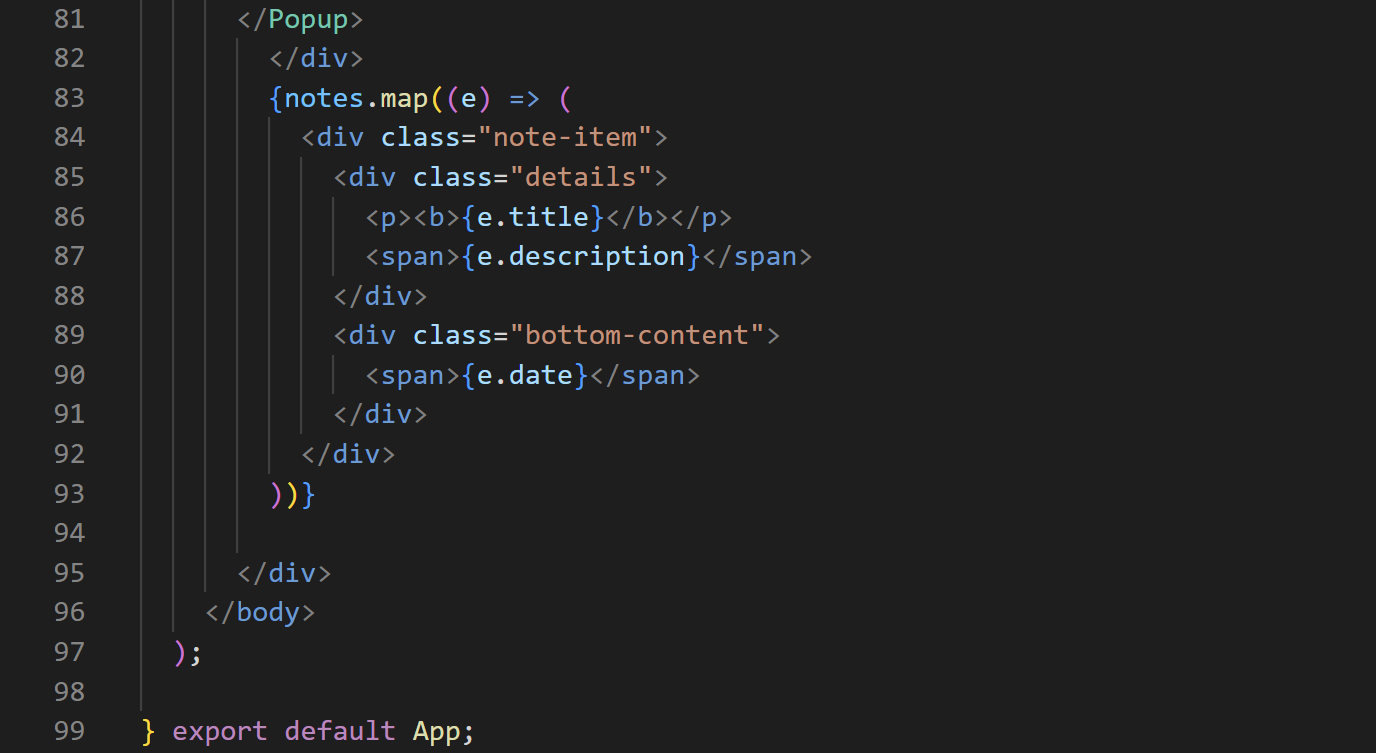 81 </Popup>
82 </div>
83 {notes.map((e) => (
84 <div class="note-item">
85 <div class="details">
86 <p><b>{e.title}</b></p>
87 <span>{e.description}</span>
88 </div>
89 <div class="bottom-content">
90 <span>{e.date}</span>
91 </div>
92 </div>
93 ))}
94
95 </div>
96 </body>
97 );
98
99 } export default App;